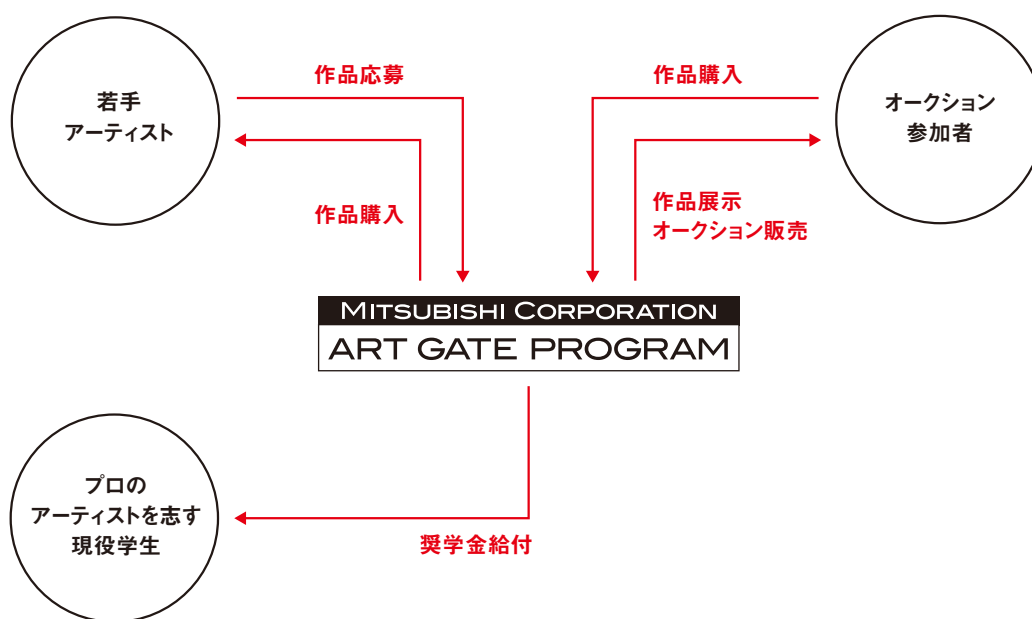 若手
アーティスト
作品応募
作品購入
作品購入
作品展示
オークション販売
オークション
参加者
MITSUBISHI CORPORATION
ART GATE PROGRAM
プロの
アーティストを志す
現役学生
奨学金給付